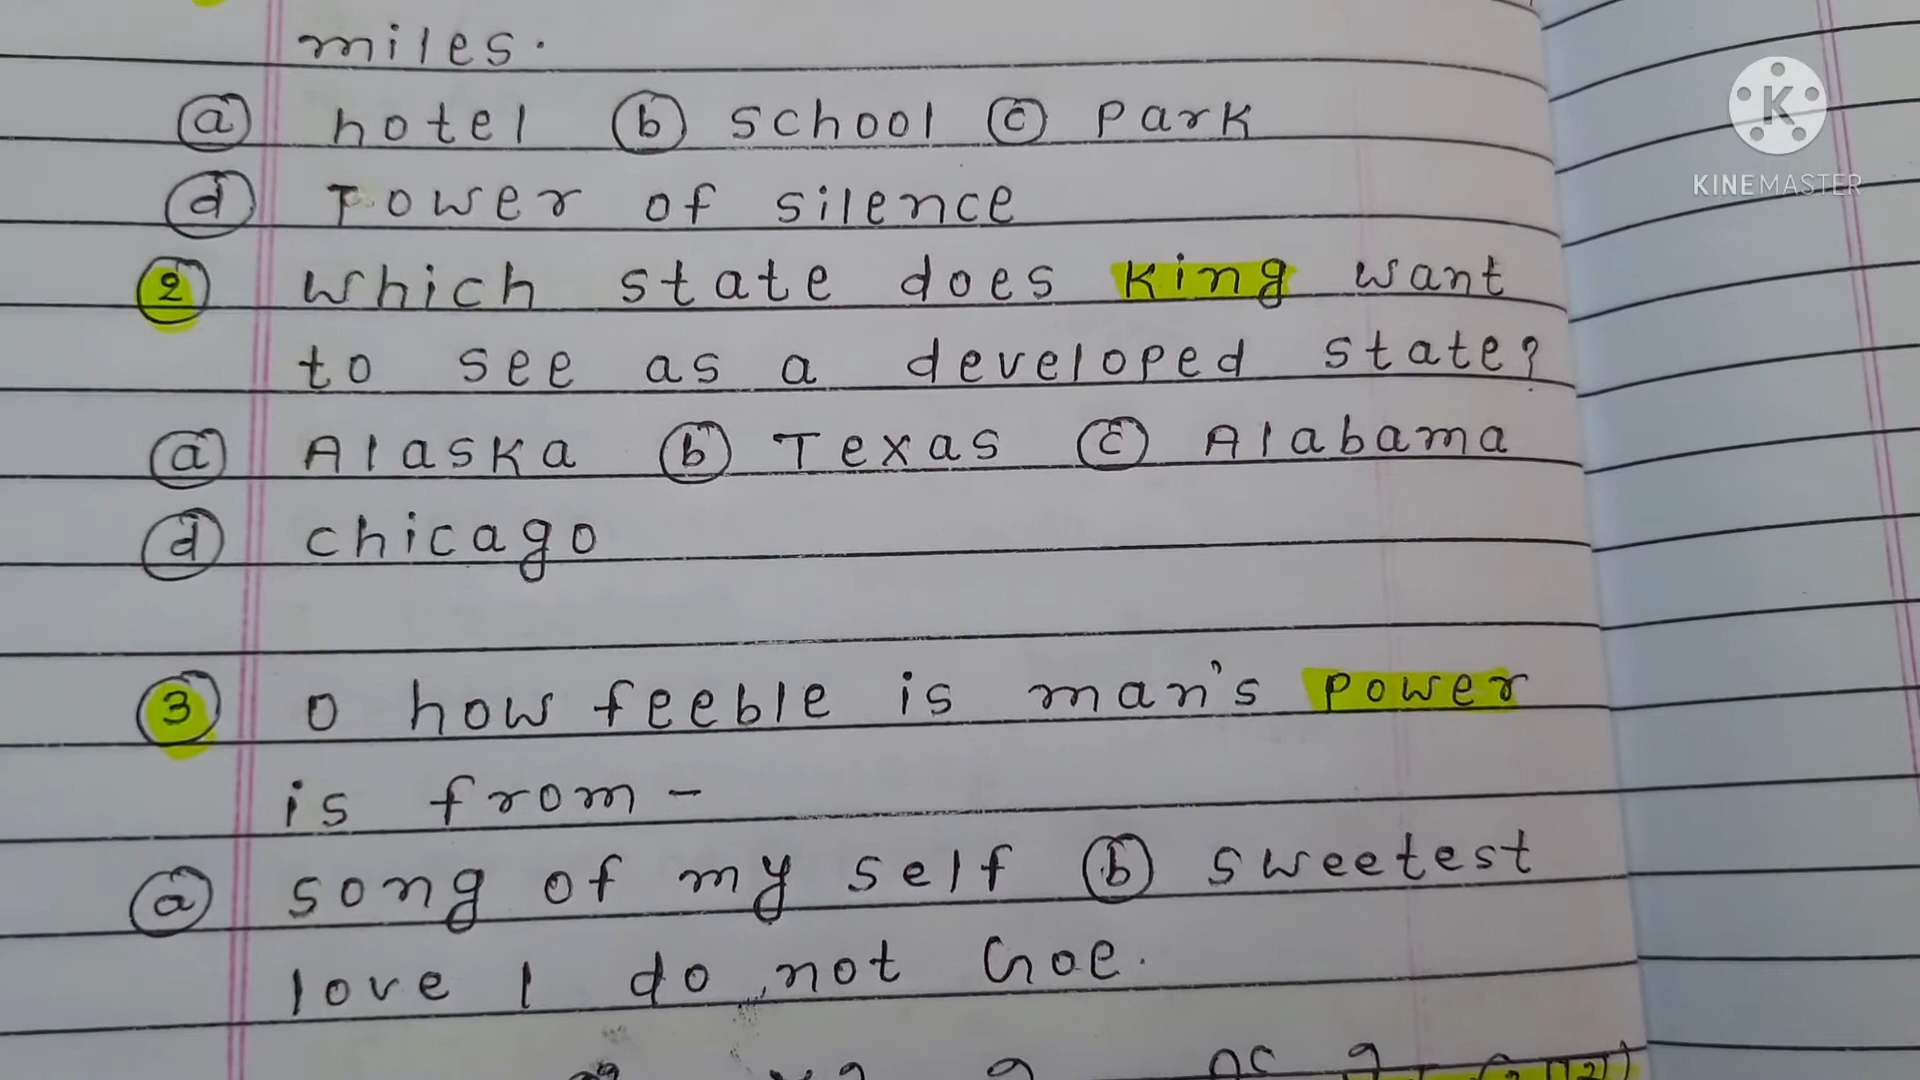 miles.
(a) hotel (b) school (c) Park
(d) Tower of silence
(2) Which state does King want
to see as a developed state?
(a) Alaska (b) Texas (c) Alabama
(d) chicago
(3) O how feeble is man's power
is from -
(a) song of my self (b) sweetest
love I do not Goe.
K
KINEMASTER